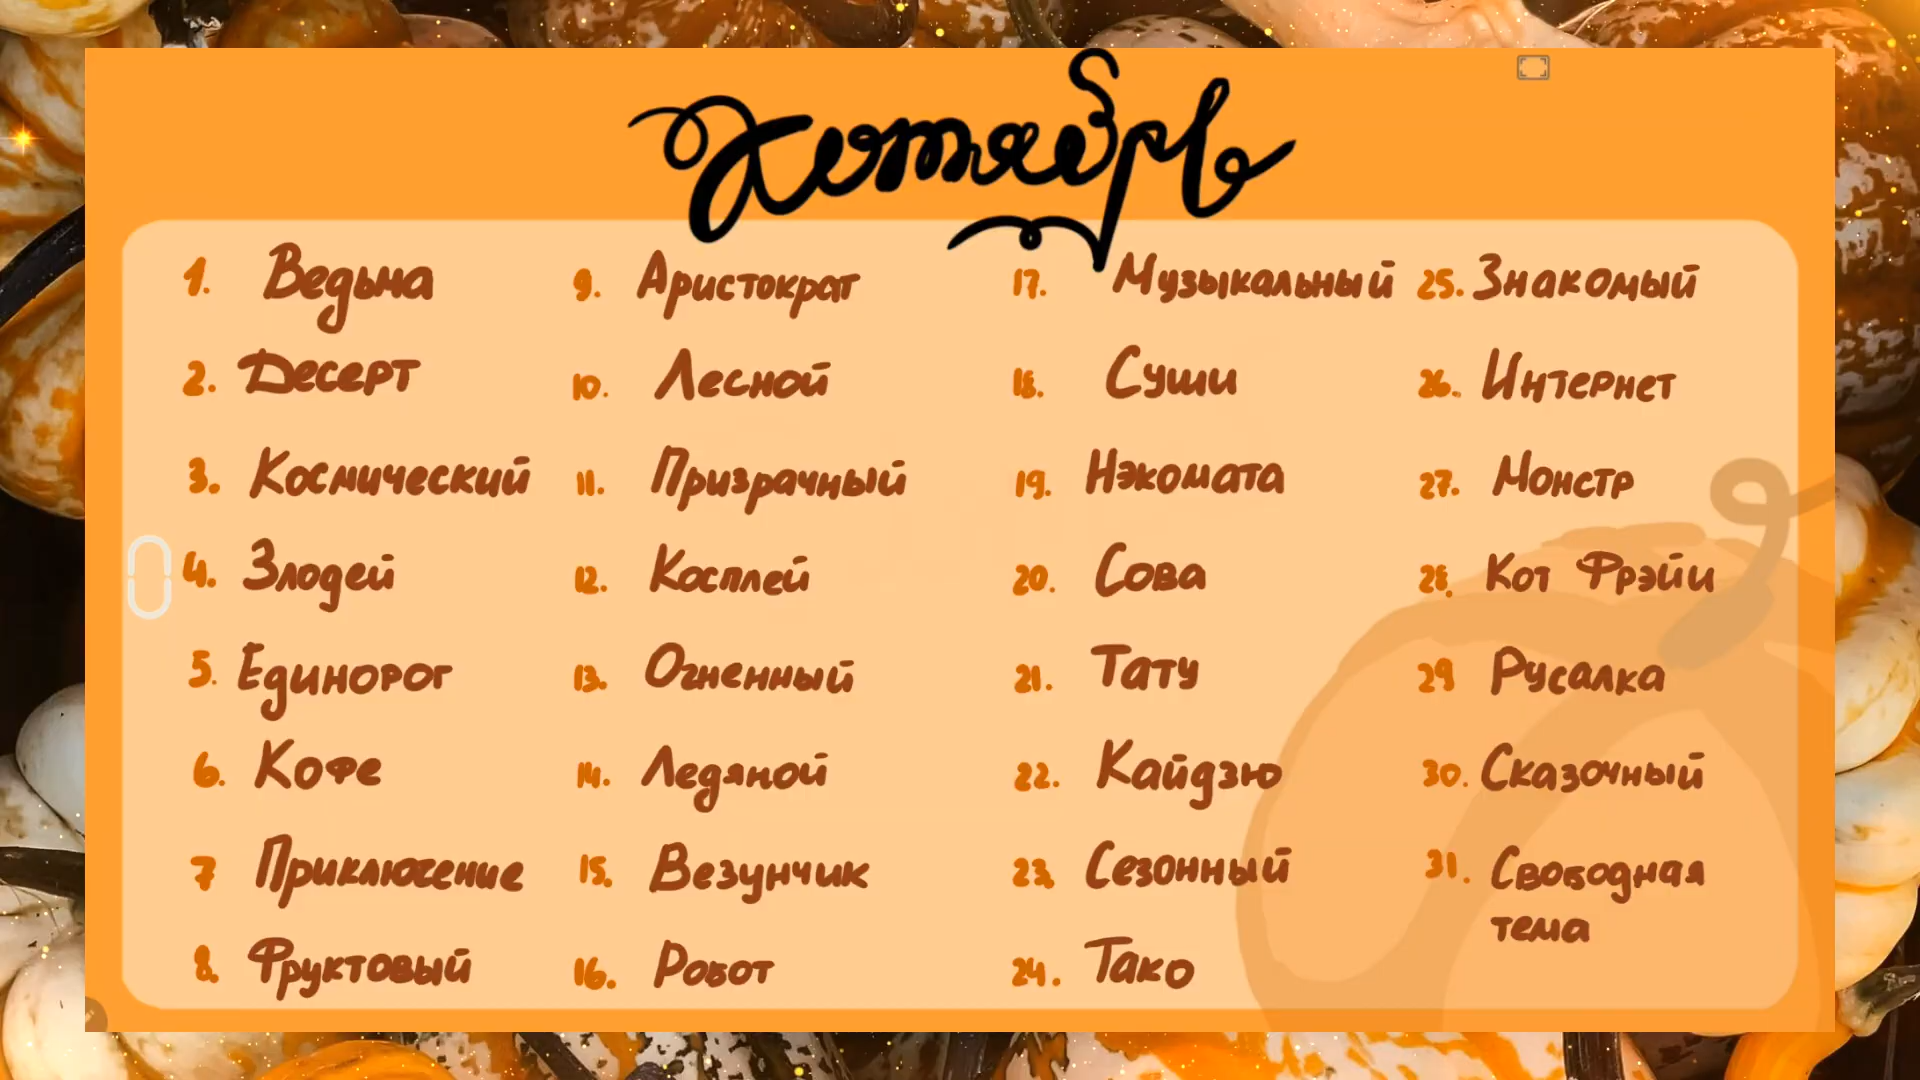 Котябрь
1. Ведьма
2. Десерт
3. Космический
4. Злодей
5. Единорог
6. Кофе
7 Приключение
8. Фруктовый
9. Аристократ
10. Лесной
11. Призрачный
12. Косплей
13. Огненный
14. Ледяной
15. Везунчик
16. Робот
17. Музыкальный
18. Суши
19. Нэкомата
20. Сова
21. Тату
22. Кайдзю
23. Сезонный
24. Тако
25. Знакомый
26. Интернет
27. Монстр
28. Кот Фрэйи
29 Русалка
30. Сказочный
31. Свободная
тема